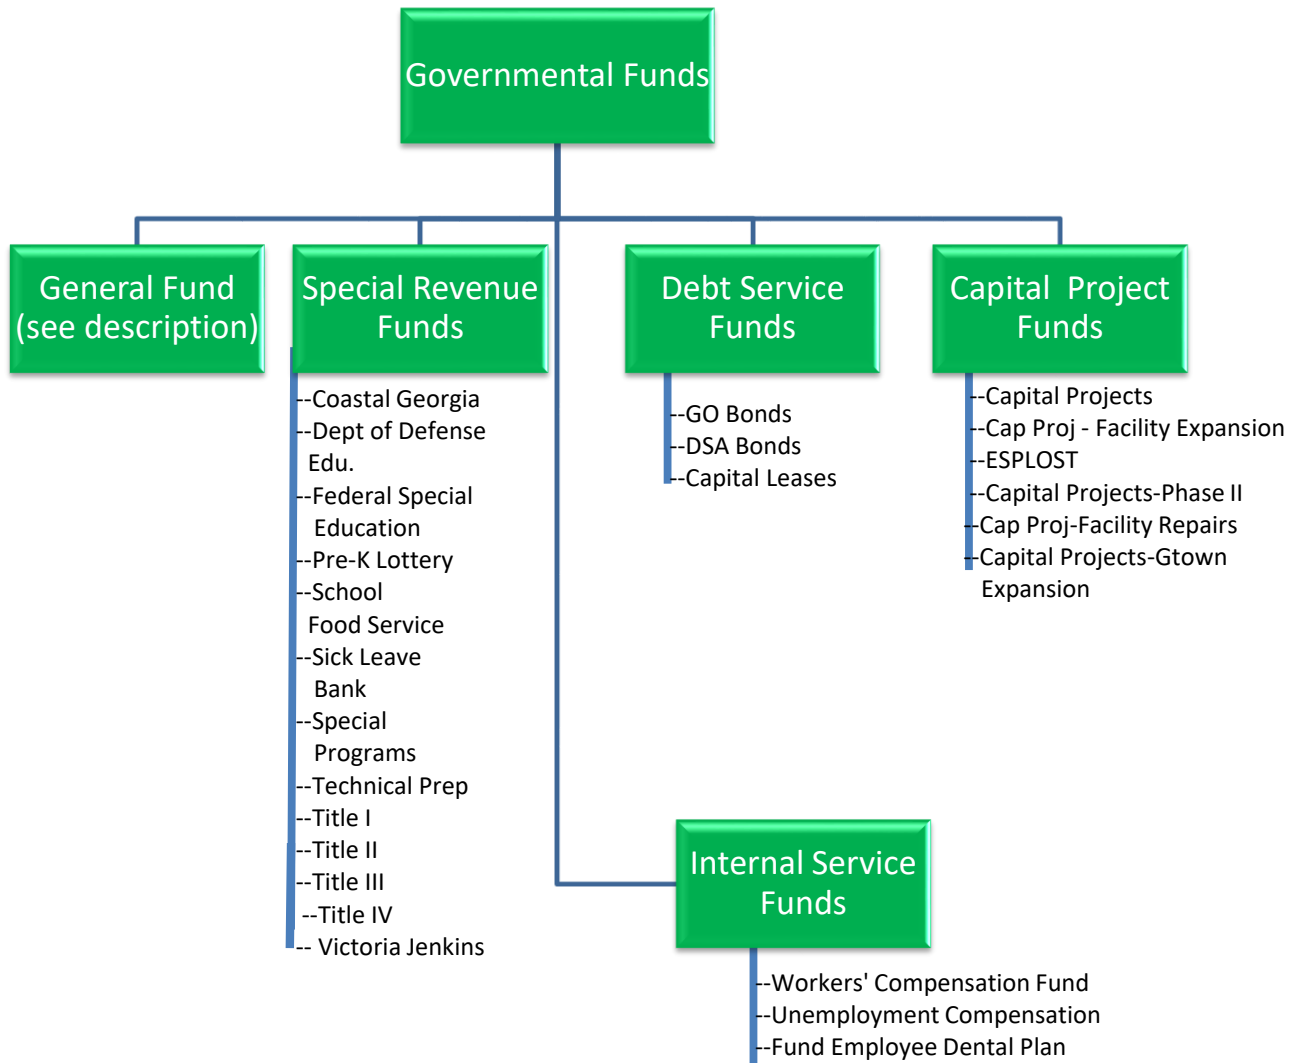 Governmental Funds
General Fund
(see description)
Special Revenue
Funds
--Coastal Georgia
--Dept of Defense
Edu.
--Federal Special
Education
--Pre-K Lottery
--School
Food Service
--Sick Leave
Bank
--Special
Programs
--Technical Prep
--Title I
--Title II
--Title III
--Title IV
-- Victoria Jenkins
Debt Service
Funds
--GO Bonds
--DSA Bonds
--Capital Leases
Capital  Project
Funds
--Capital Projects
--Cap Proj - Facility Expansion
--ESPLOST
--Capital Projects-Phase II
--Cap Proj-Facility Repairs
--Capital Projects-Gtown
Expansion
Internal Service
Funds
--Workers' Compensation Fund
--Unemployment Compensation
--Fund Employee Dental Plan